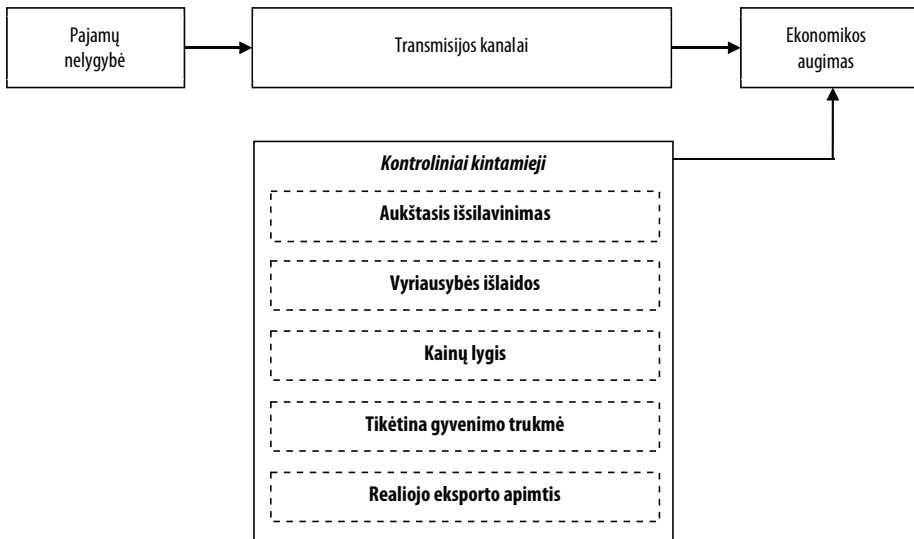 Pajamų
nelygybė
Transmisijos kanalai
Ekonomikos
augimas
Kontroliniai kintamieji
Aukštasis išsilavinimas
Vyriausybės išlaidos
Kainų lygis
Tikėtina gyvenimo trukmė
Realiojo eksporto apimtis